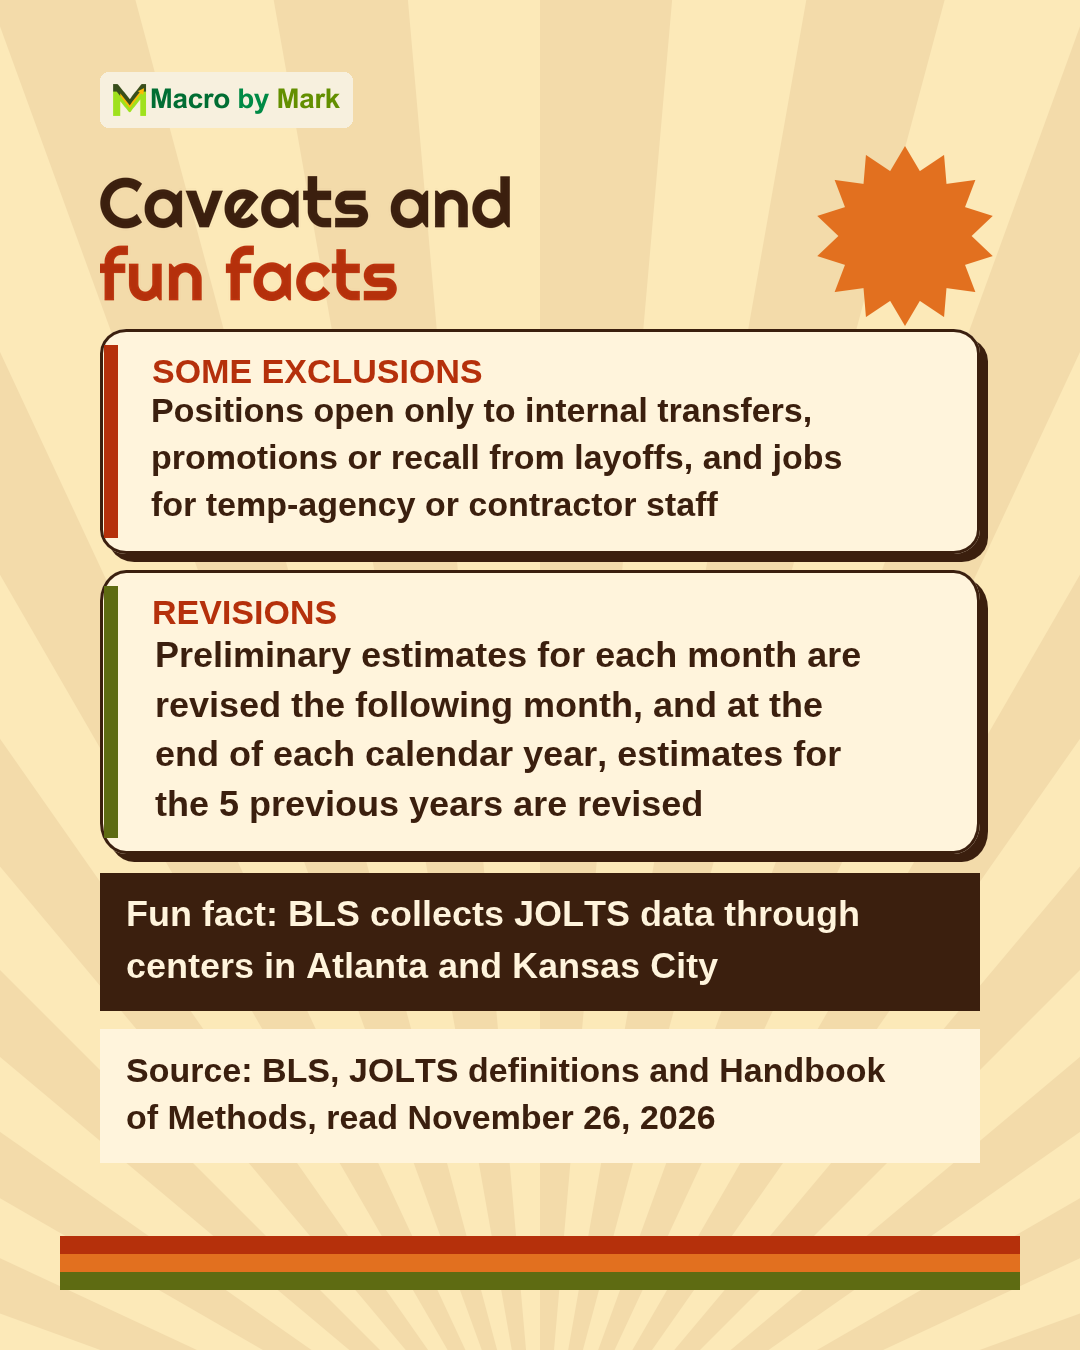 Macro by Mark
Caveats and
fun facts
SOME EXCLUSIONS
Positions open only to internal transfers,
promotions or recall from layoffs, and jobs
for temp-agency or contractor staff
REVISIONS
Preliminary estimates for each month are
revised the following month, and at the
end of each calendar year, estimates for
the 5 previous years are revised
Fun fact: BLS collects JOLTS data through
centers in Atlanta and Kansas City
Source: BLS, JOLTS definitions and Handbook
of Methods, read November 26, 2026